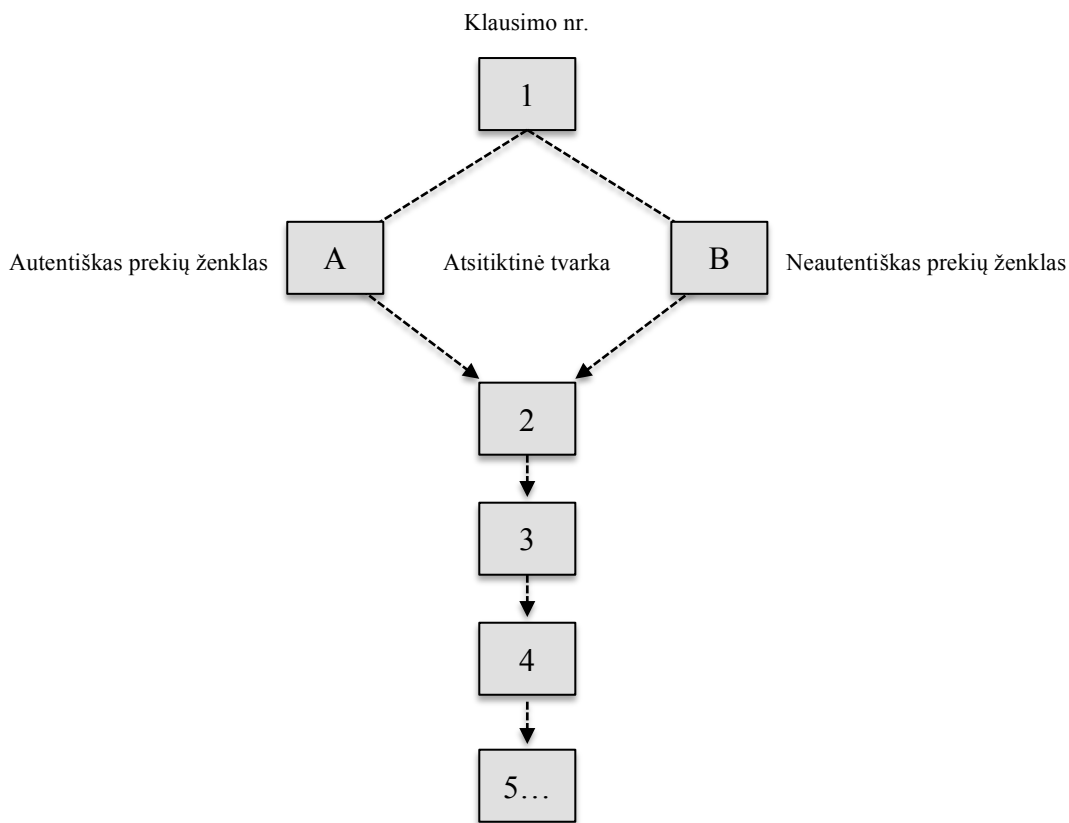 Klausimo nr.
1
Autentiškas prekių ženklas
A
Atsitiktinė tvarka
B
Neautentiškas prekių ženklas
2
3
4
5…